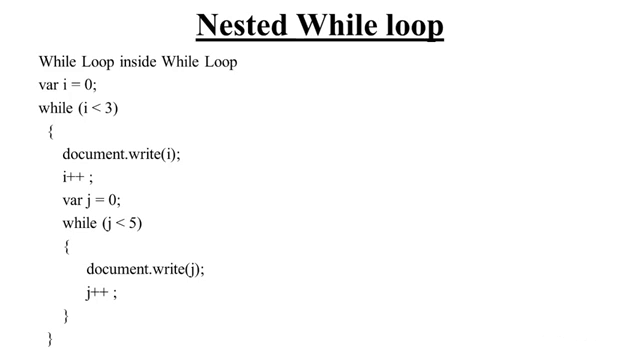 Nested While loop
While Loop inside While Loop
var i = 0;
while (i < 3)
{
document.write(i);
i++ ;
var j = 0;
while (j < 5)
{
document.write(j);
j++ ;
}
}